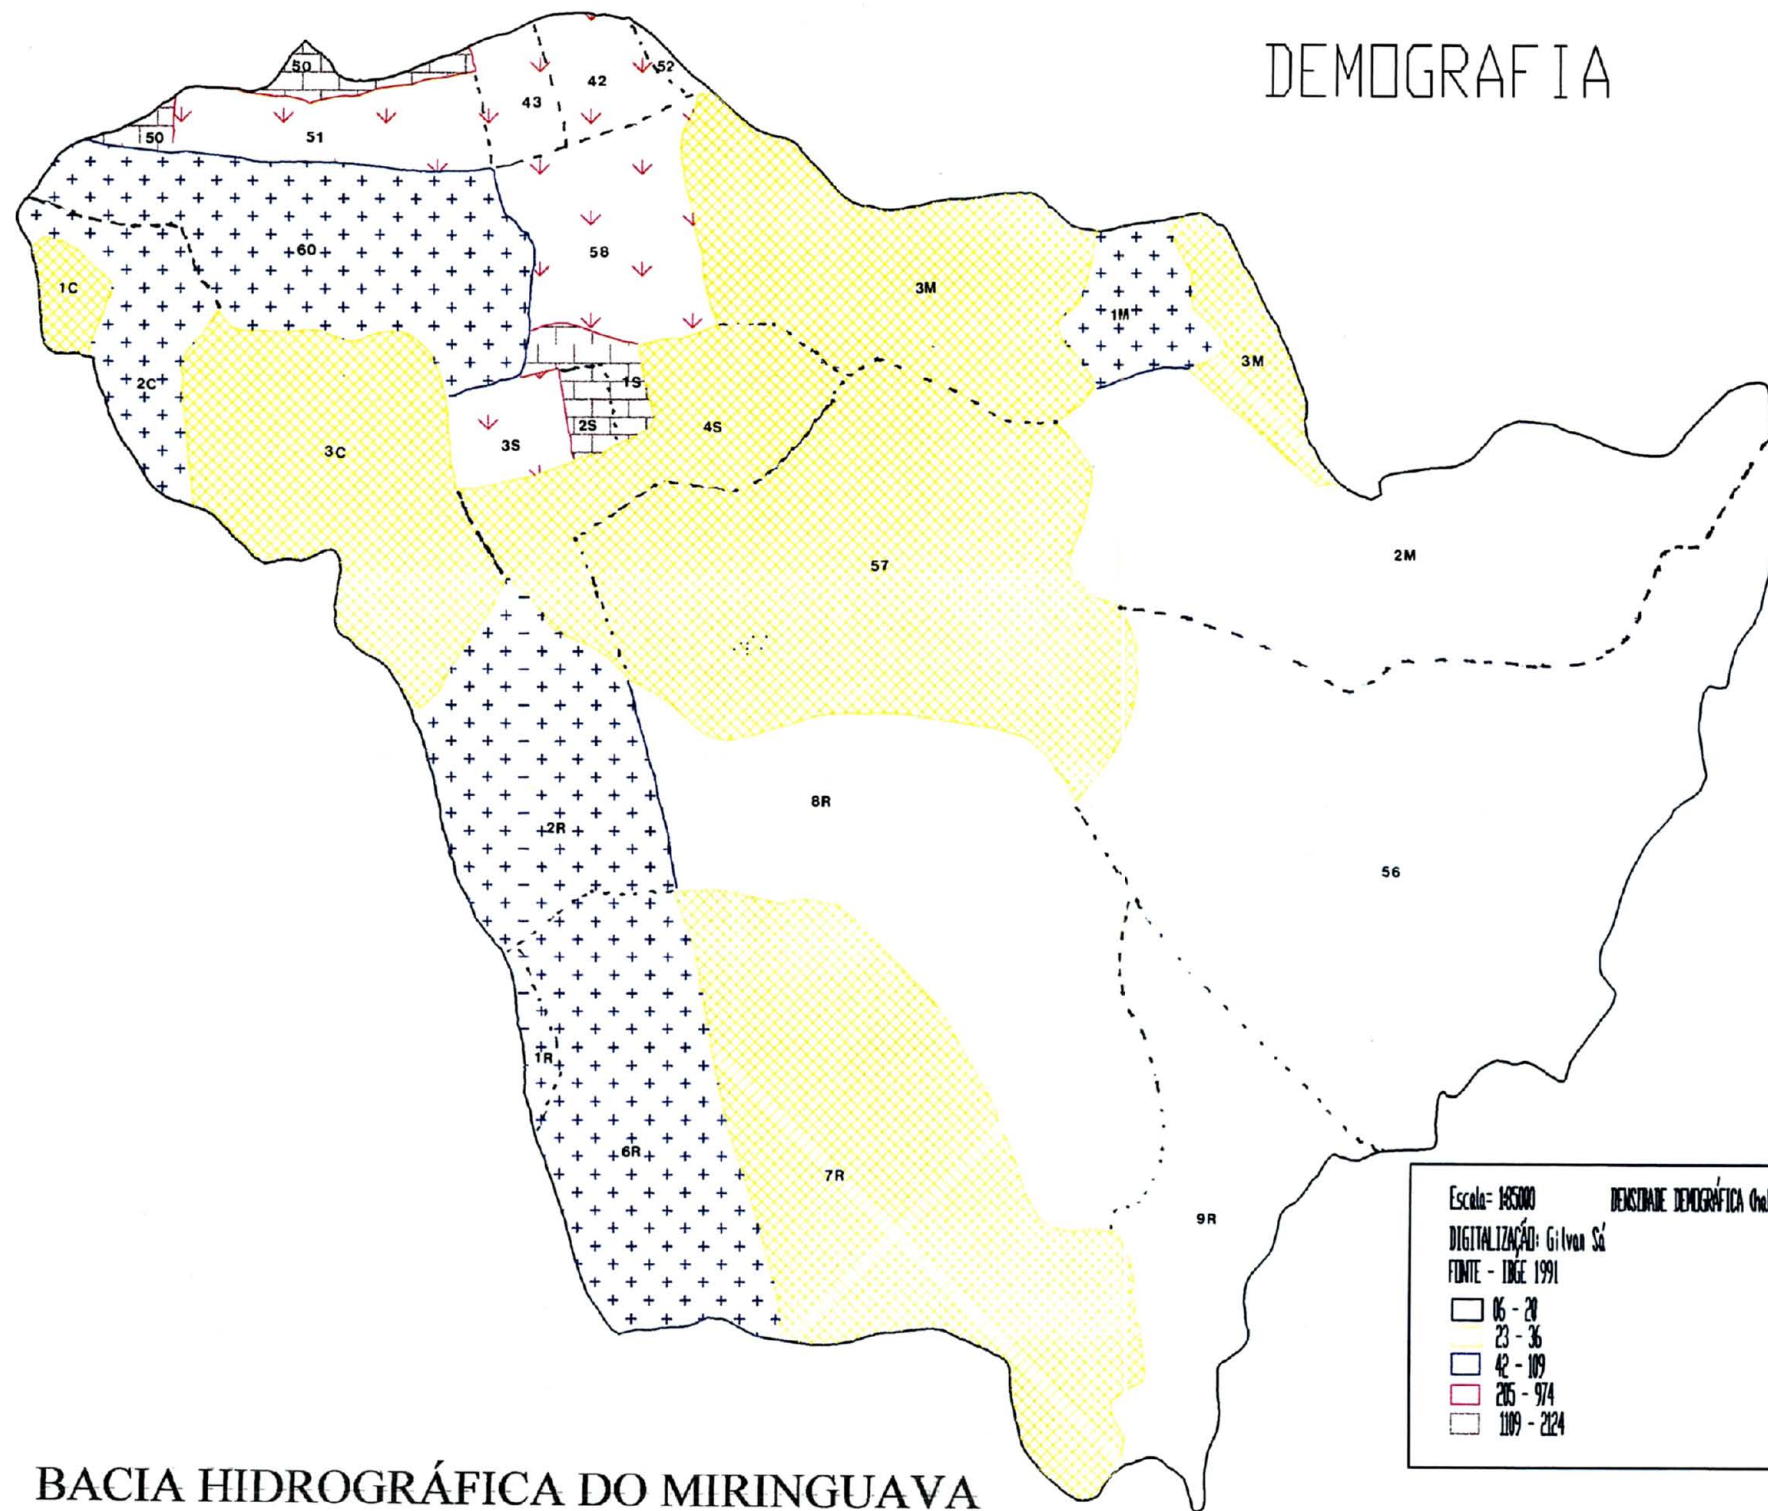 DEMOGRAFIA
50
52
42
43
50
51
60
58
1C
3M
1M
3M
2C
1S
2S
4S
3S
3C
2M
57
8R
2R
56
1R
6R
7R
9R
Escala= 1:85000 DENSIDADE DEMOGRÁFICA (ha
DIGITALIZAÇÃO: Gilvan Sá
FONTE - IBGE 1991
06 - 20
23 - 36
42 - 109
205 - 974
1109 - 2124
BACIA HIDROGRÁFICA DO MIRINGUAVA